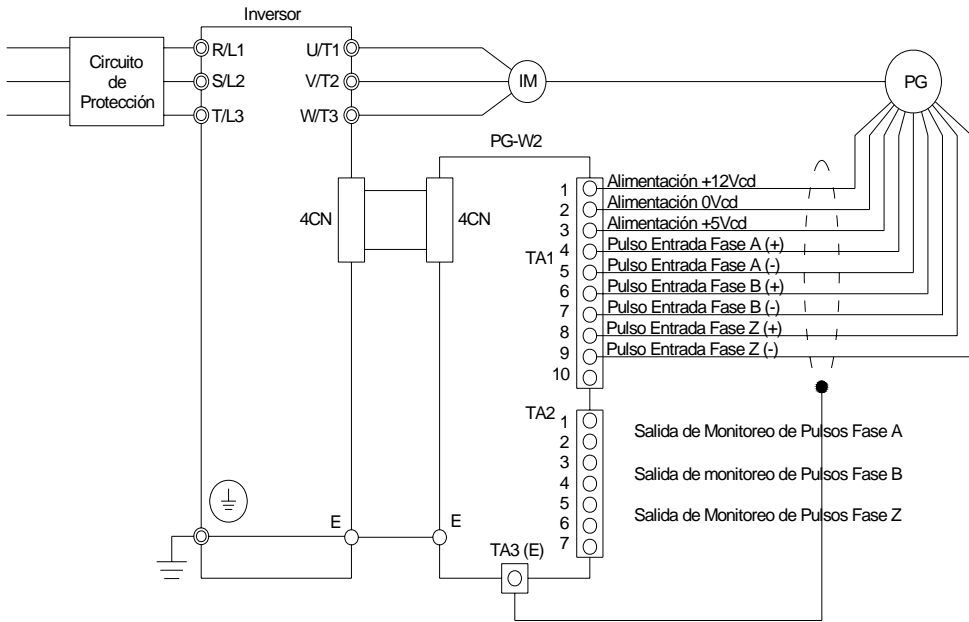 Inversor
Circuito
de
Protección
R/L1
S/L2
T/L3
U/T1
V/T2
W/T3
IM
PG
PG-W2
4CN
4CN
TA1
1 Alimentación +12Vcd
2 Alimentación 0Vcd
3 Alimentación +5Vcd
4 Pulso Entrada Fase A (+)
5 Pulso Entrada Fase A (-)
6 Pulso Entrada Fase B (+)
7 Pulso Entrada Fase B (-)
8 Pulso Entrada Fase Z (+)
9 Pulso Entrada Fase Z (-)
10
TA2
1
2
3
4
5
6
7
Salida de Monitoreo de Pulsos Fase A
Salida de monitoreo de Pulsos Fase B
Salida de Monitoreo de Pulsos Fase Z
E
E
TA3 (E)